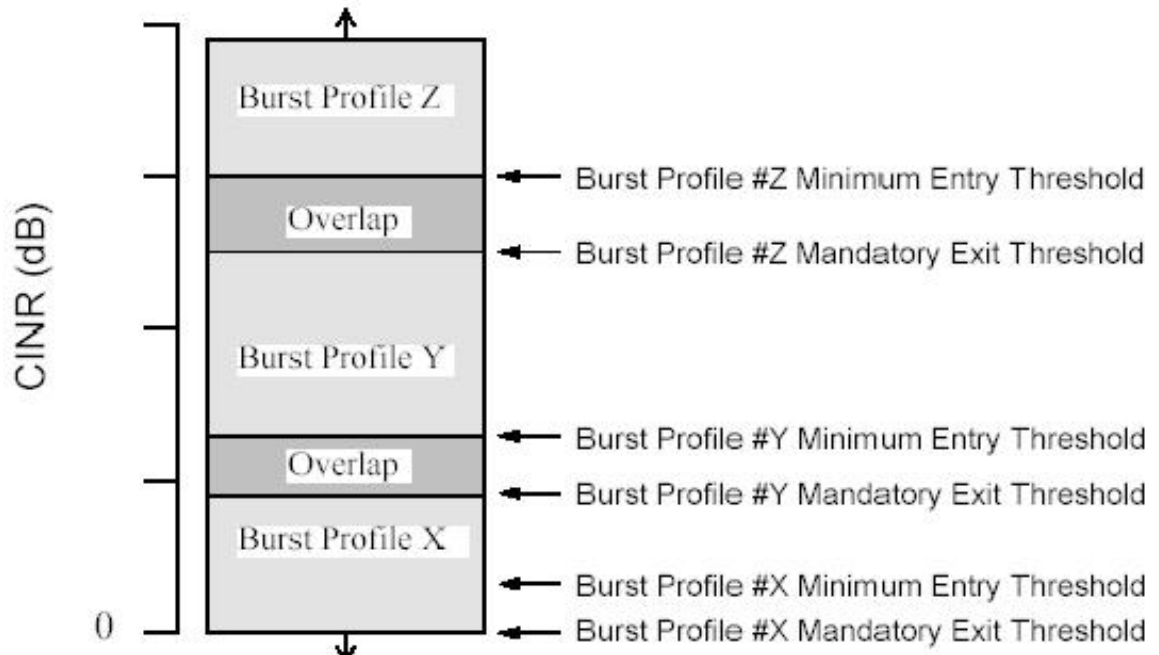 CINR (dB)
0
Burst Profile Z
Overlap
Burst Profile Y
Overlap
Burst Profile X
Burst Profile #Z Minimum Entry Threshold
Burst Profile #Z Mandatory Exit Threshold
Burst Profile #Y Minimum Entry Threshold
Burst Profile #Y Mandatory Exit Threshold
Burst Profile #X Minimum Entry Threshold
Burst Profile #X Mandatory Exit Threshold